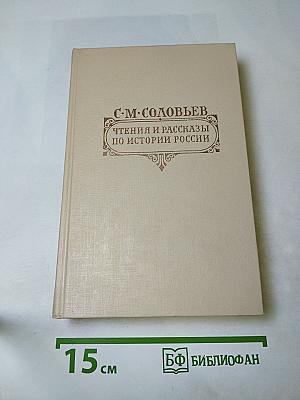 С·М·СОЛОВЬЕВ
ЧТЕНИЯ И РАССКАЗЫ
ПО ИСТОРИИ РОССИИ
15 см
БФ БИБЛИОФАН